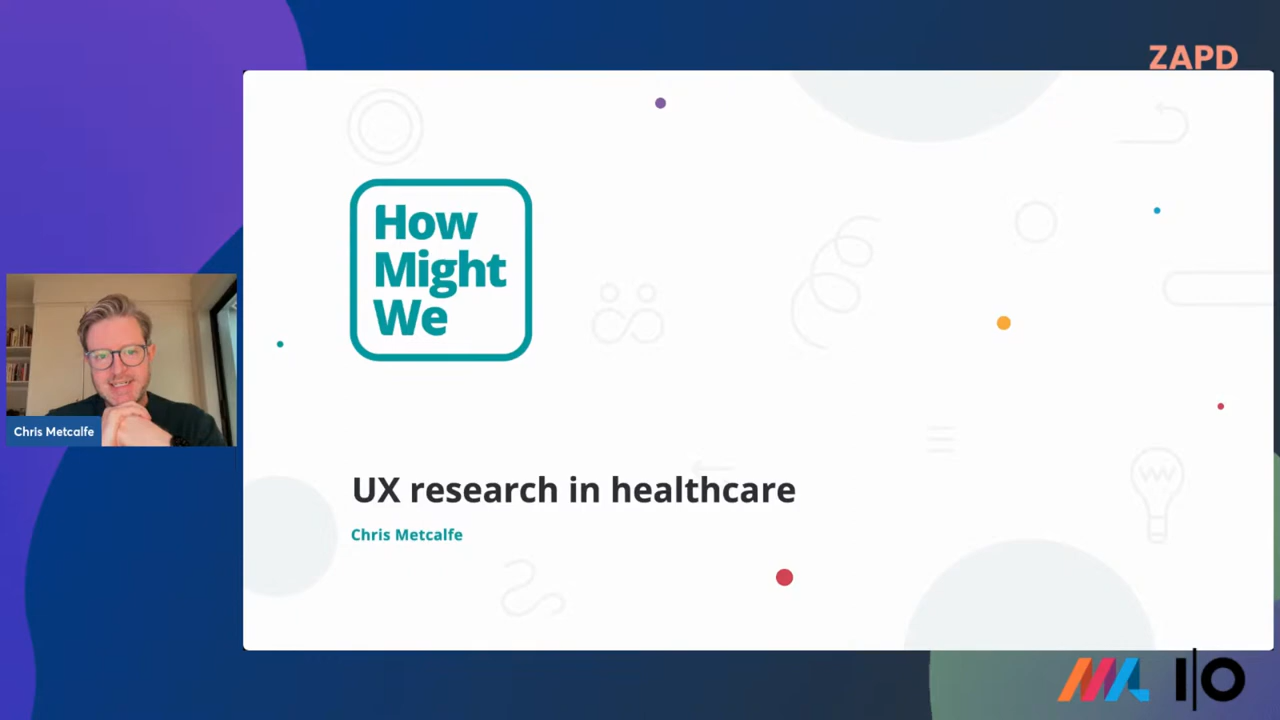 ZAPD
How
Might
We
UX research in healthcare
Chris Metcalfe
Chris Metcalfe
I/O